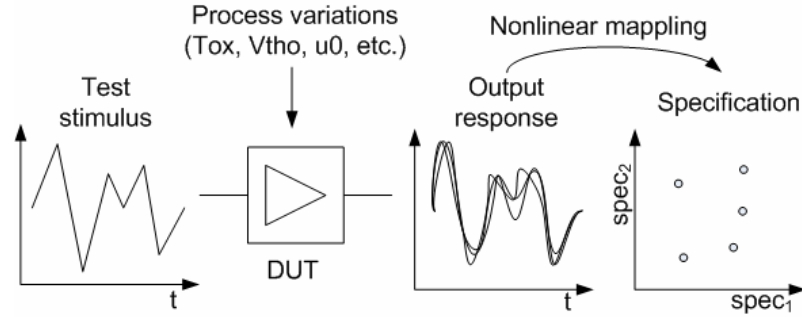 Process variations
(Tox, Vtho, u0, etc.)
Nonlinear mappling
Test
stimulus
Output
response
Specification
DUT
t
t
spec2
spec1